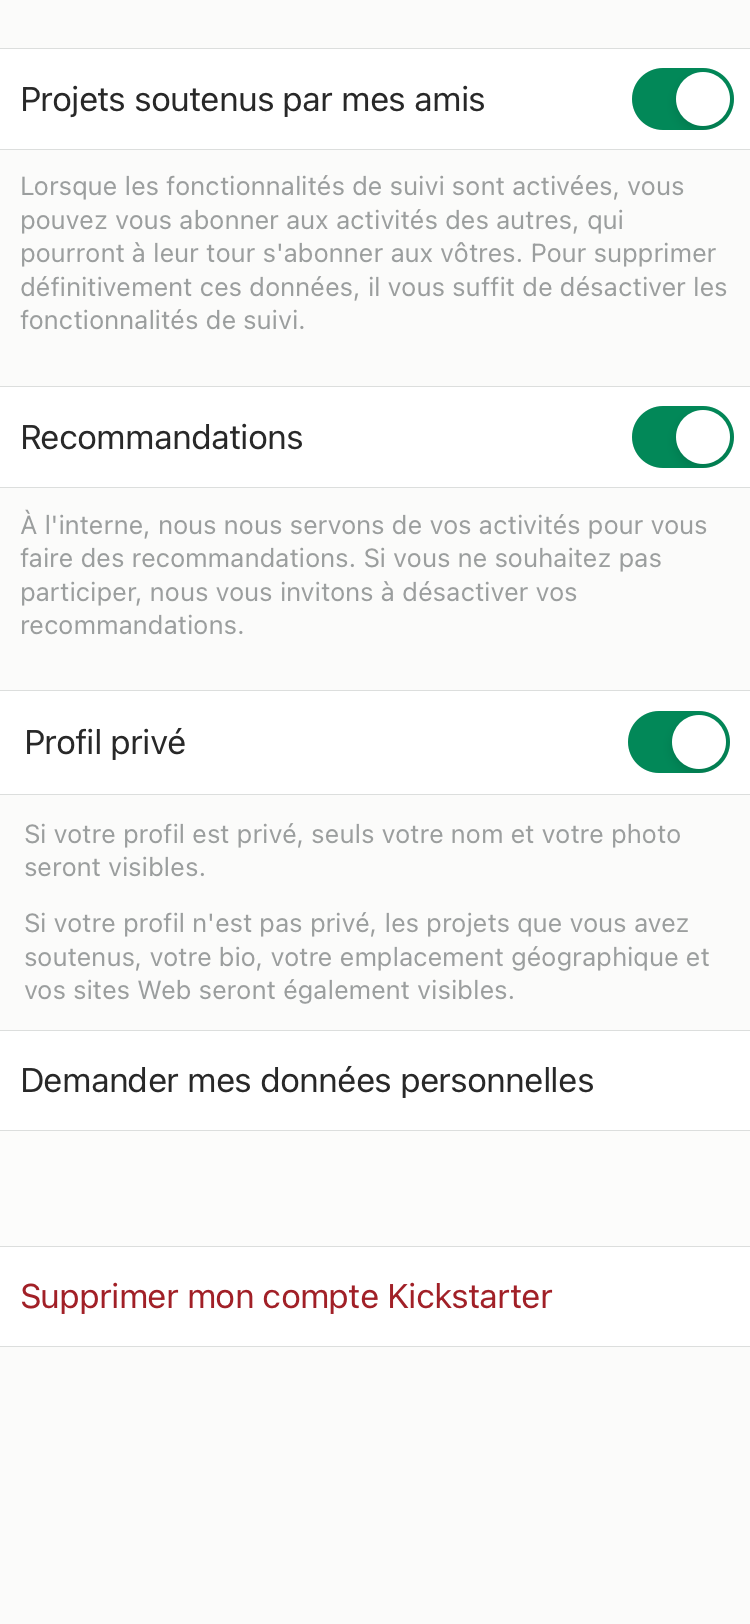 Projets soutenus par mes amis
Lorsque les fonctionnalités de suivi sont activées, vous
pouvez vous abonner aux activités des autres, qui
pourront à leur tour s'abonner aux vôtres. Pour supprimer
définitivement ces données, il vous suffit de désactiver les
fonctionnalités de suivi.
Recommandations
À l'interne, nous nous servons de vos activités pour vous
faire des recommandations. Si vous ne souhaitez pas
participer, nous vous invitons à désactiver vos
recommandations.
Profil privé
Si votre profil est privé, seuls votre nom et votre photo
seront visibles.
Si votre profil n'est pas privé, les projets que vous avez
soutenus, votre bio, votre emplacement géographique et
vos sites Web seront également visibles.
Demander mes données personnelles
Supprimer mon compte Kickstarter